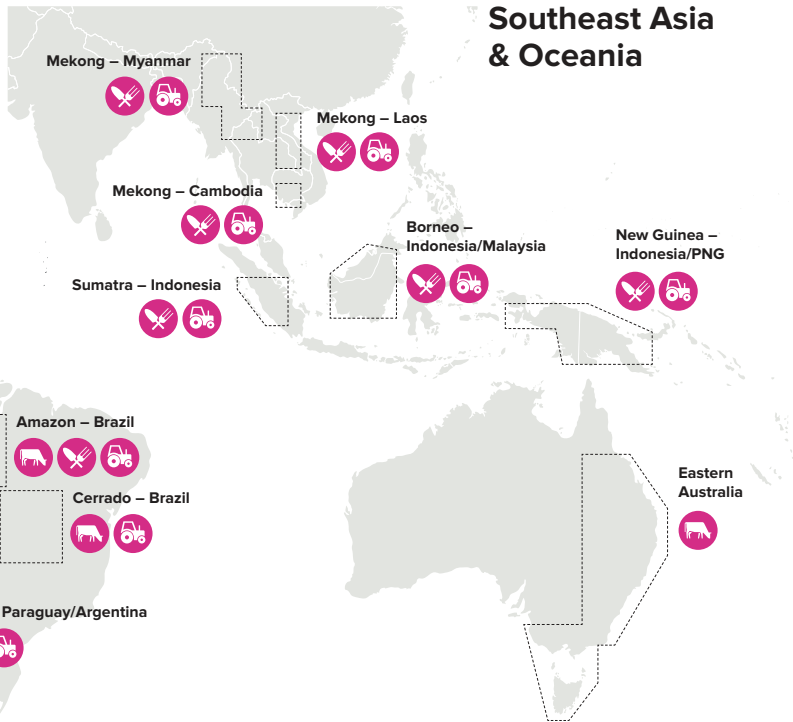 Southeast Asia
& Oceania
Mekong – Myanmar
Mekong – Laos
Mekong – Cambodia
Borneo –
Indonesia/Malaysia
New Guinea –
Indonesia/PNG
Sumatra – Indonesia
Amazon – Brazil
Cerrado – Brazil
Eastern
Australia
Paraguay/Argentina